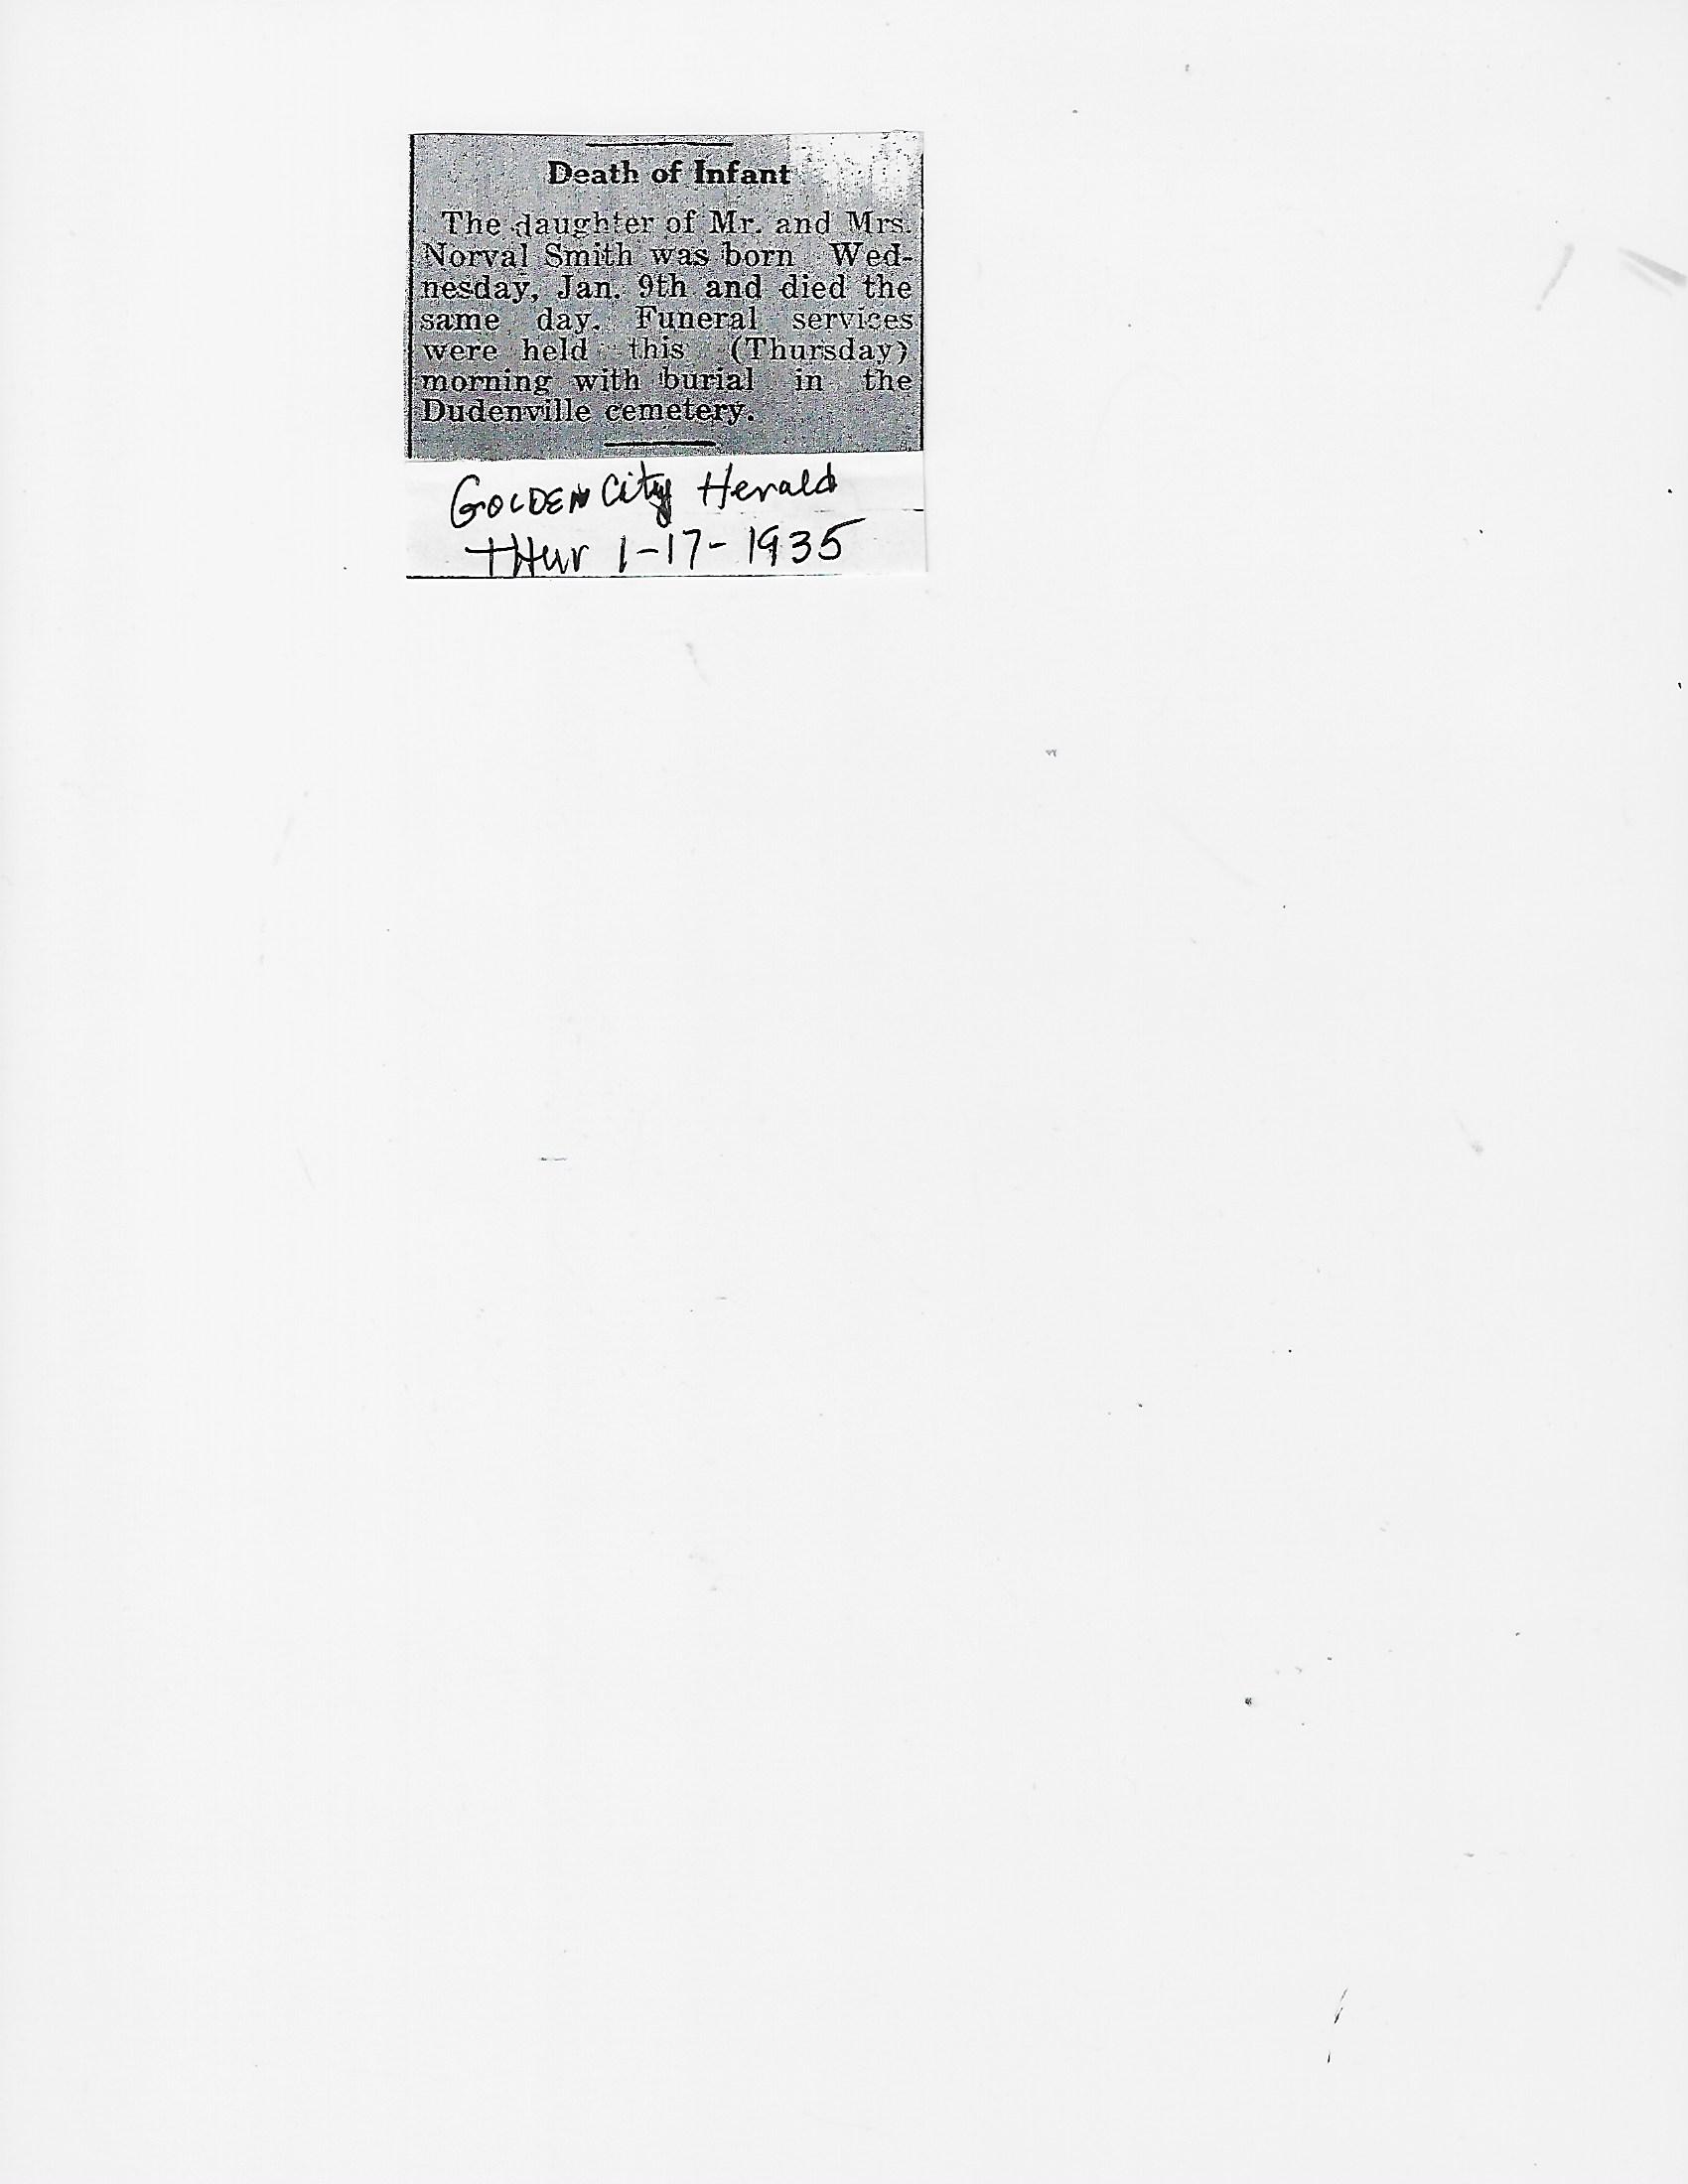 Death of Infant
The daughter of Mr. and Mrs.
Norval Smith was born Wed-
nesday, Jan. 9th and died the
same day. Funeral services
were held this (Thursday)
morning with burial in the
Dudenville cemetery.
GOLDEN City Herald
THur 1-17-1935